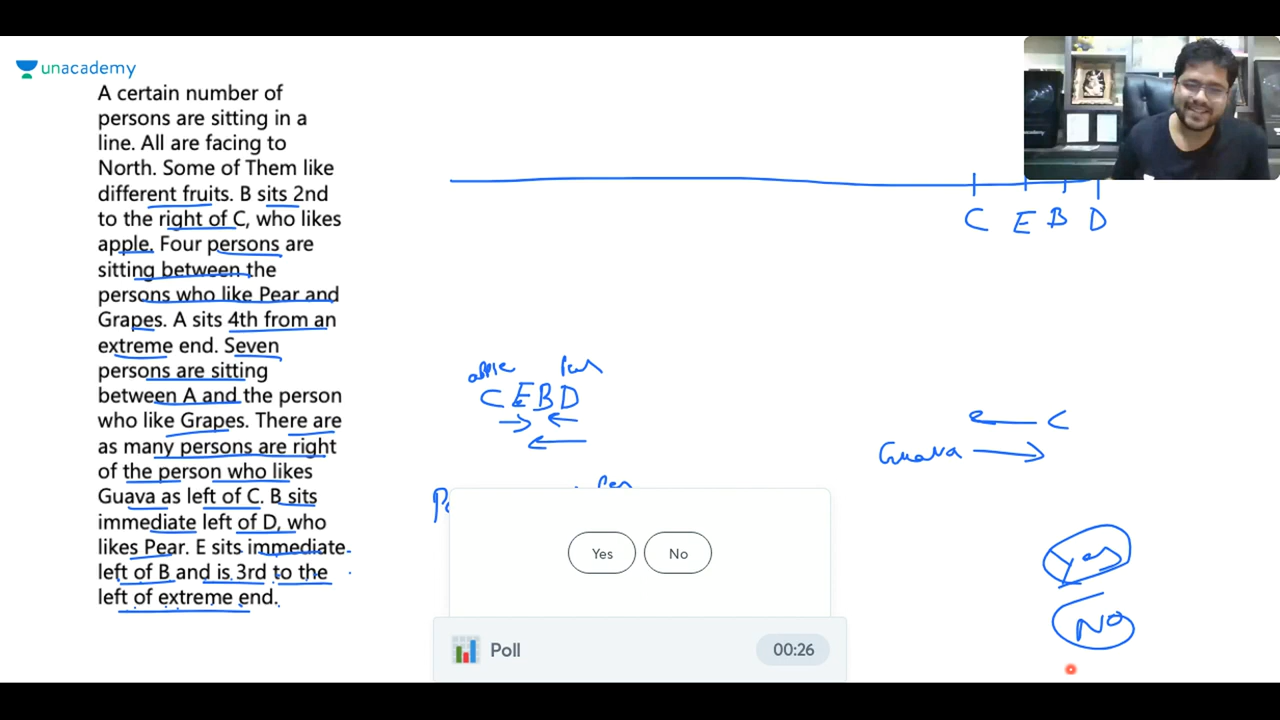 unacademy
A certain number of
persons are sitting in a
line. All are facing to
North. Some of Them like
different fruits. B sits 2nd
to the right of C, who likes
apple. Four persons are
sitting between the
persons who like Pear and
Grapes. A sits 4th from an
extreme end. Seven
persons are sitting
between A and the person
who like Grapes. There are
as many persons are right
of the person who likes
Guava as left of C. B sits
immediate left of D, who
likes Pear. E sits immediate
left of B and is 3rd to the
left of extreme end.
C E B D
apple
C E B D
C
Guava
Yes No
Poll 00:26
Yes
No